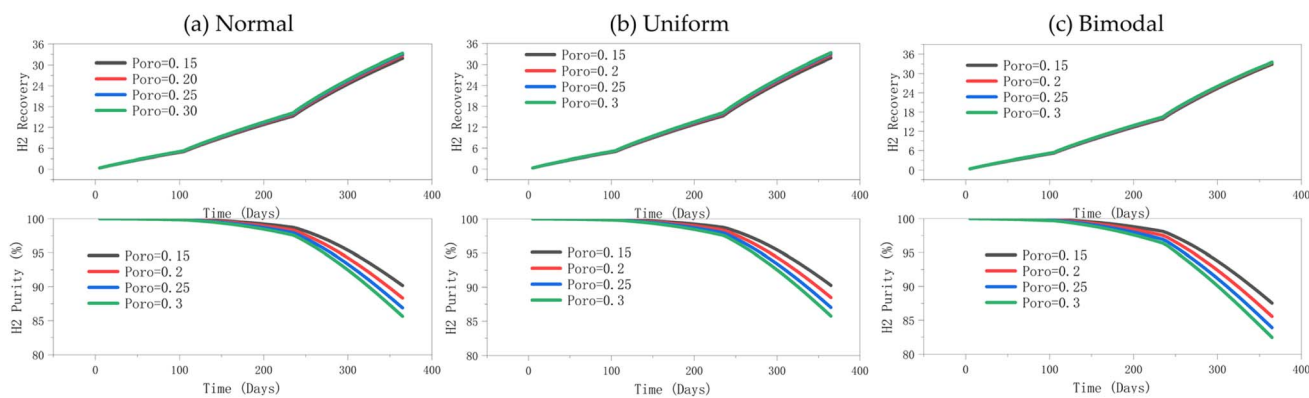 (a) Normal
(b) Uniform
(c) Bimodal
H2 Recovery
36
30
24
18
12
6
0
Poro=0.15
Poro=0.20
Poro=0.25
Poro=0.30
0 100 200 300 400
Time (Days)
H2 Recovery
36
30
24
18
12
6
0
Poro=0.15
Poro=0.2
Poro=0.25
Poro=0.3
0 100 200 300 400
Time (Days)
H2 Recovery
36
30
24
18
12
6
0
Poro=0.15
Poro=0.2
Poro=0.25
Poro=0.3
0 100 200 300 400
Time (Days)
H2 Purity (%)
100
95
90
85
80
Poro=0.15
Poro=0.2
Poro=0.25
Poro=0.3
0 100 200 300 400
Time (Days)
H2 Purity (%)
100
95
90
85
80
Poro=0.15
Poro=0.2
Poro=0.25
Poro=0.3
0 100 200 300 400
Time (Days)
H2 Purity (%)
100
95
90
85
80
Poro=0.15
Poro=0.2
Poro=0.25
Poro=0.3
0 100 200 300 400
Time (Days)